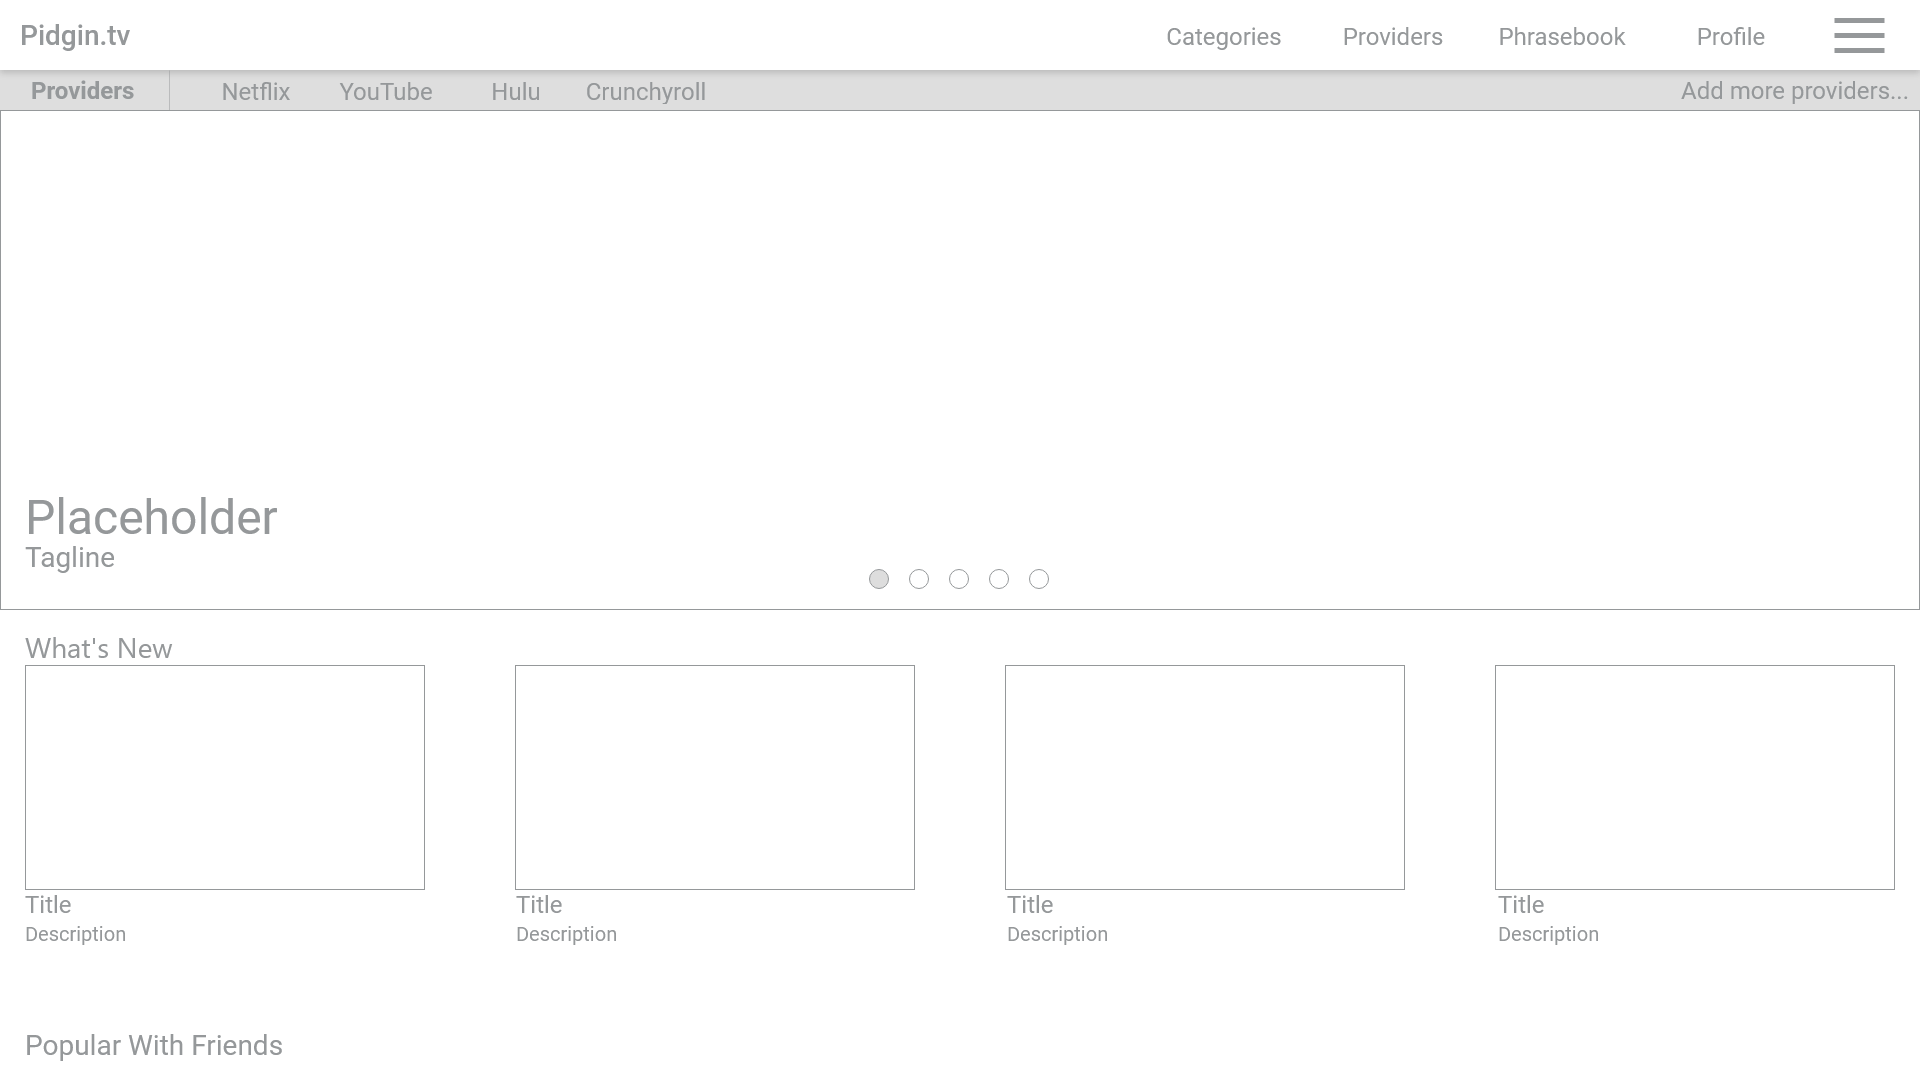 Pidgin.tv Categories Providers Phrasebook Profile
Providers Netflix YouTube Hulu Crunchyroll Add more providers...
Placeholder
Tagline
What's New
Title Title Title Title
Description Description Description Description
Popular With Friends